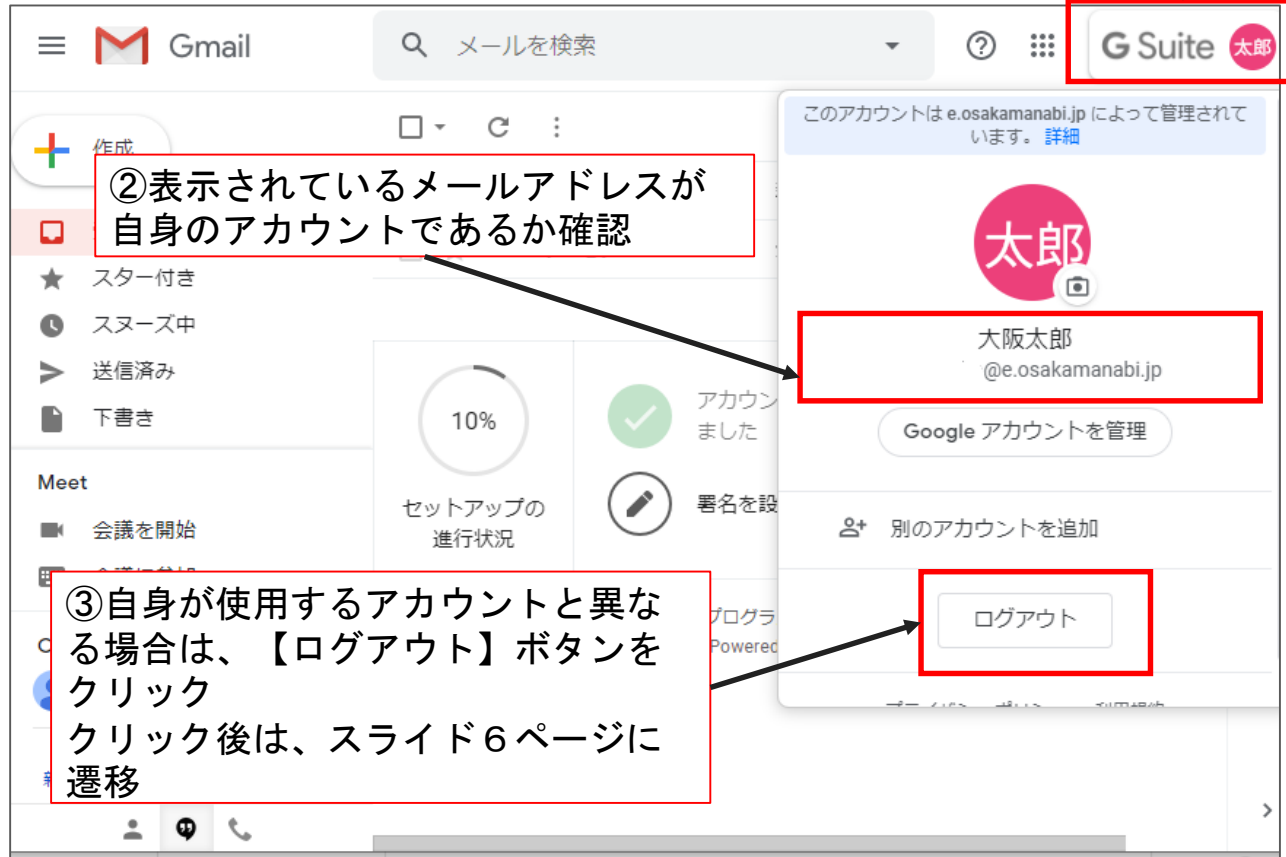 Gmail
メールを検索
G Suite 太郎
作成
このアカウントは e.osakamanabi.jp によって管理されて
います。 詳細
②表示されているメールアドレスが
自身のアカウントであるか確認
太郎
スター付き
スヌーズ中
送信済み
下書き
大阪太郎
@e.osakamanabi.jp
Google アカウントを管理
10%
セットアップの
進行状況
アカウン
ました
署名を設
Meet
会議を開始
別のアカウントを追加
ログアウト
③自身が使用するアカウントと異な
る場合は、【ログアウト】ボタンを
クリック
クリック後は、スライド６ページに
遷移
プログラ
Powered